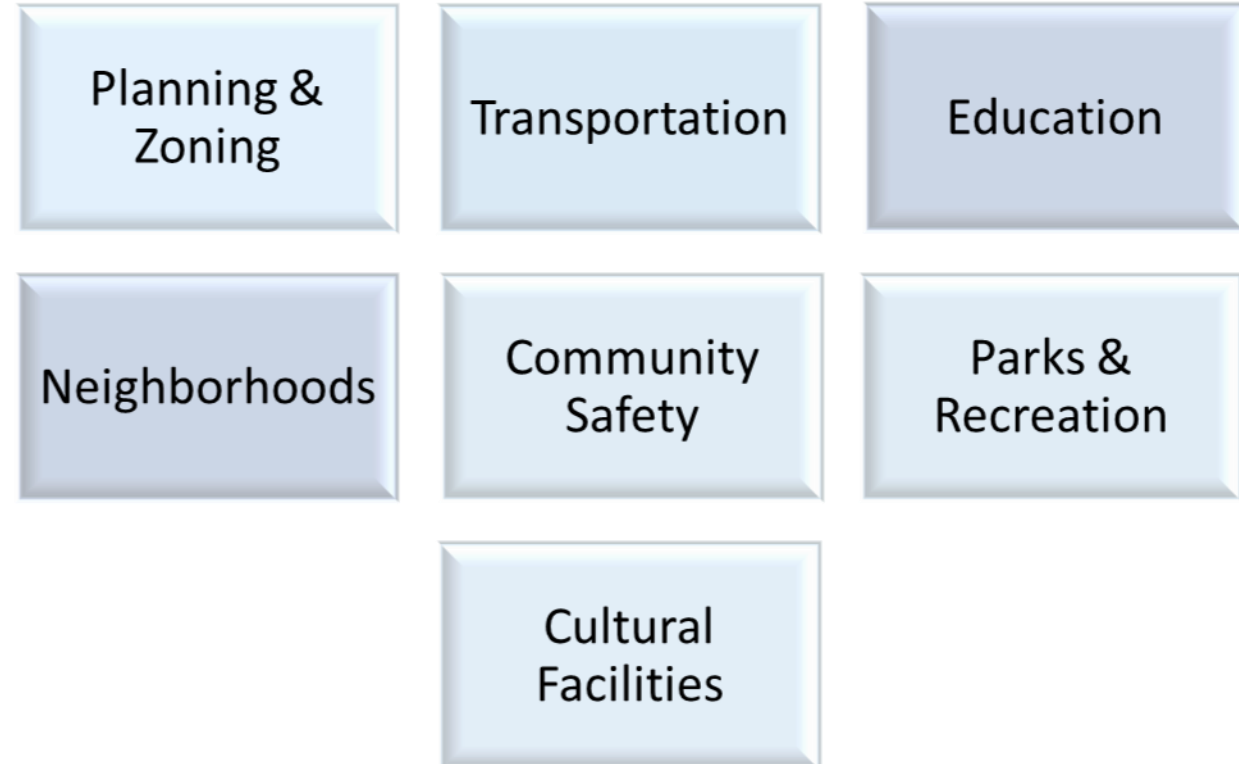 Planning &
Zoning
Transportation
Education
Neighborhoods
Community
Safety
Parks &
Recreation
Cultural
Facilities